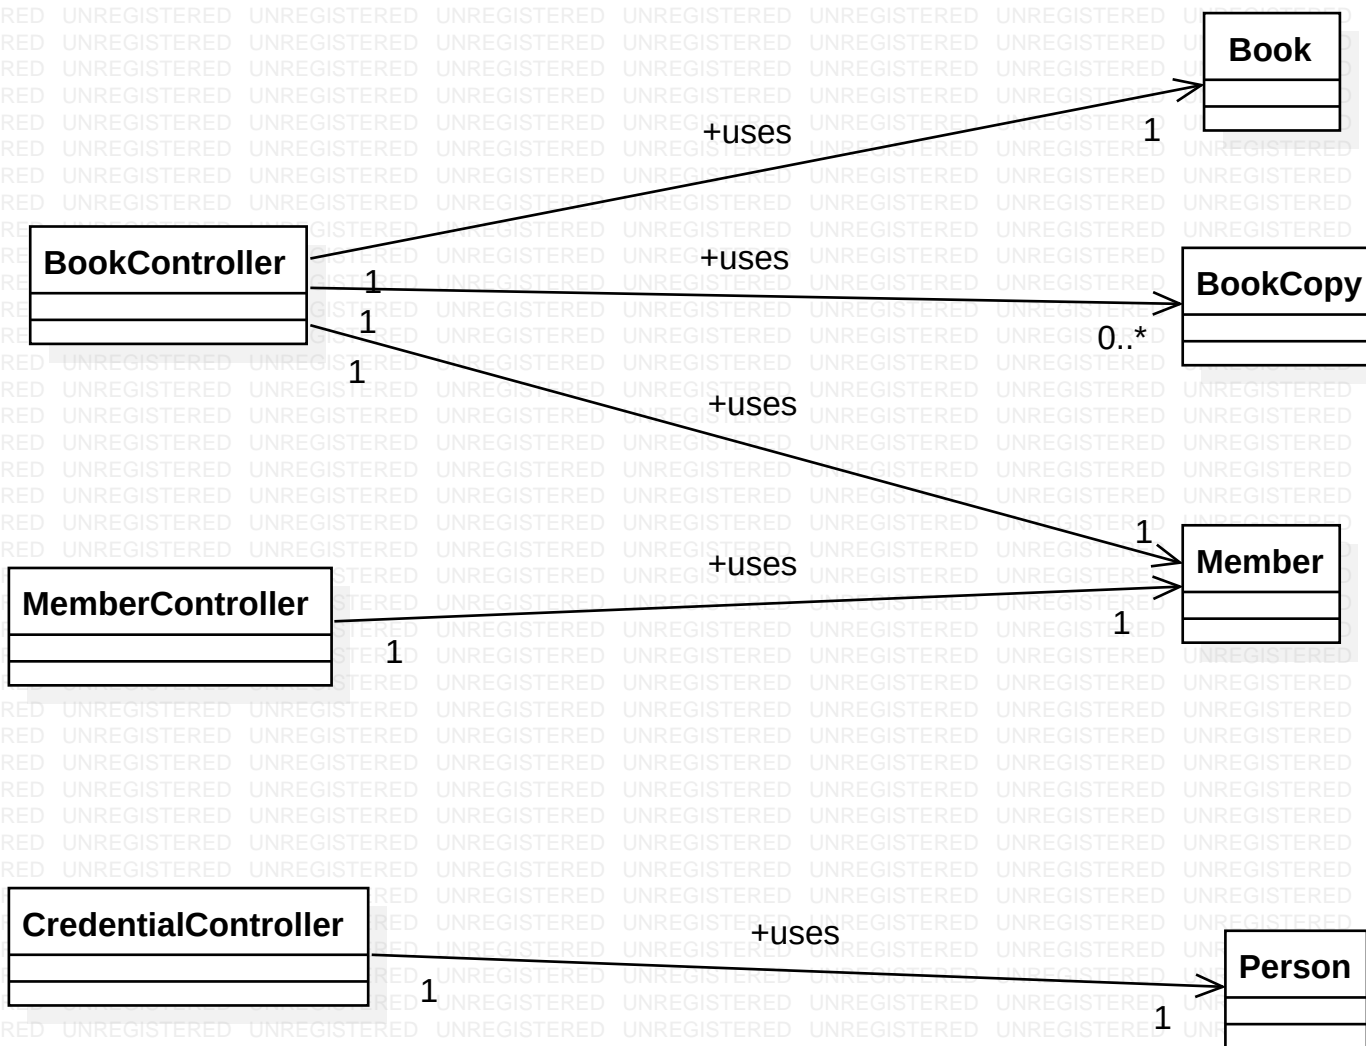 Book
+uses
1
BookController
+uses
BookCopy
1
1
0..*
1
+uses
1
Member
+uses
MemberController
1
1
CredentialController
+uses
Person
1
1
UNREGISTERED